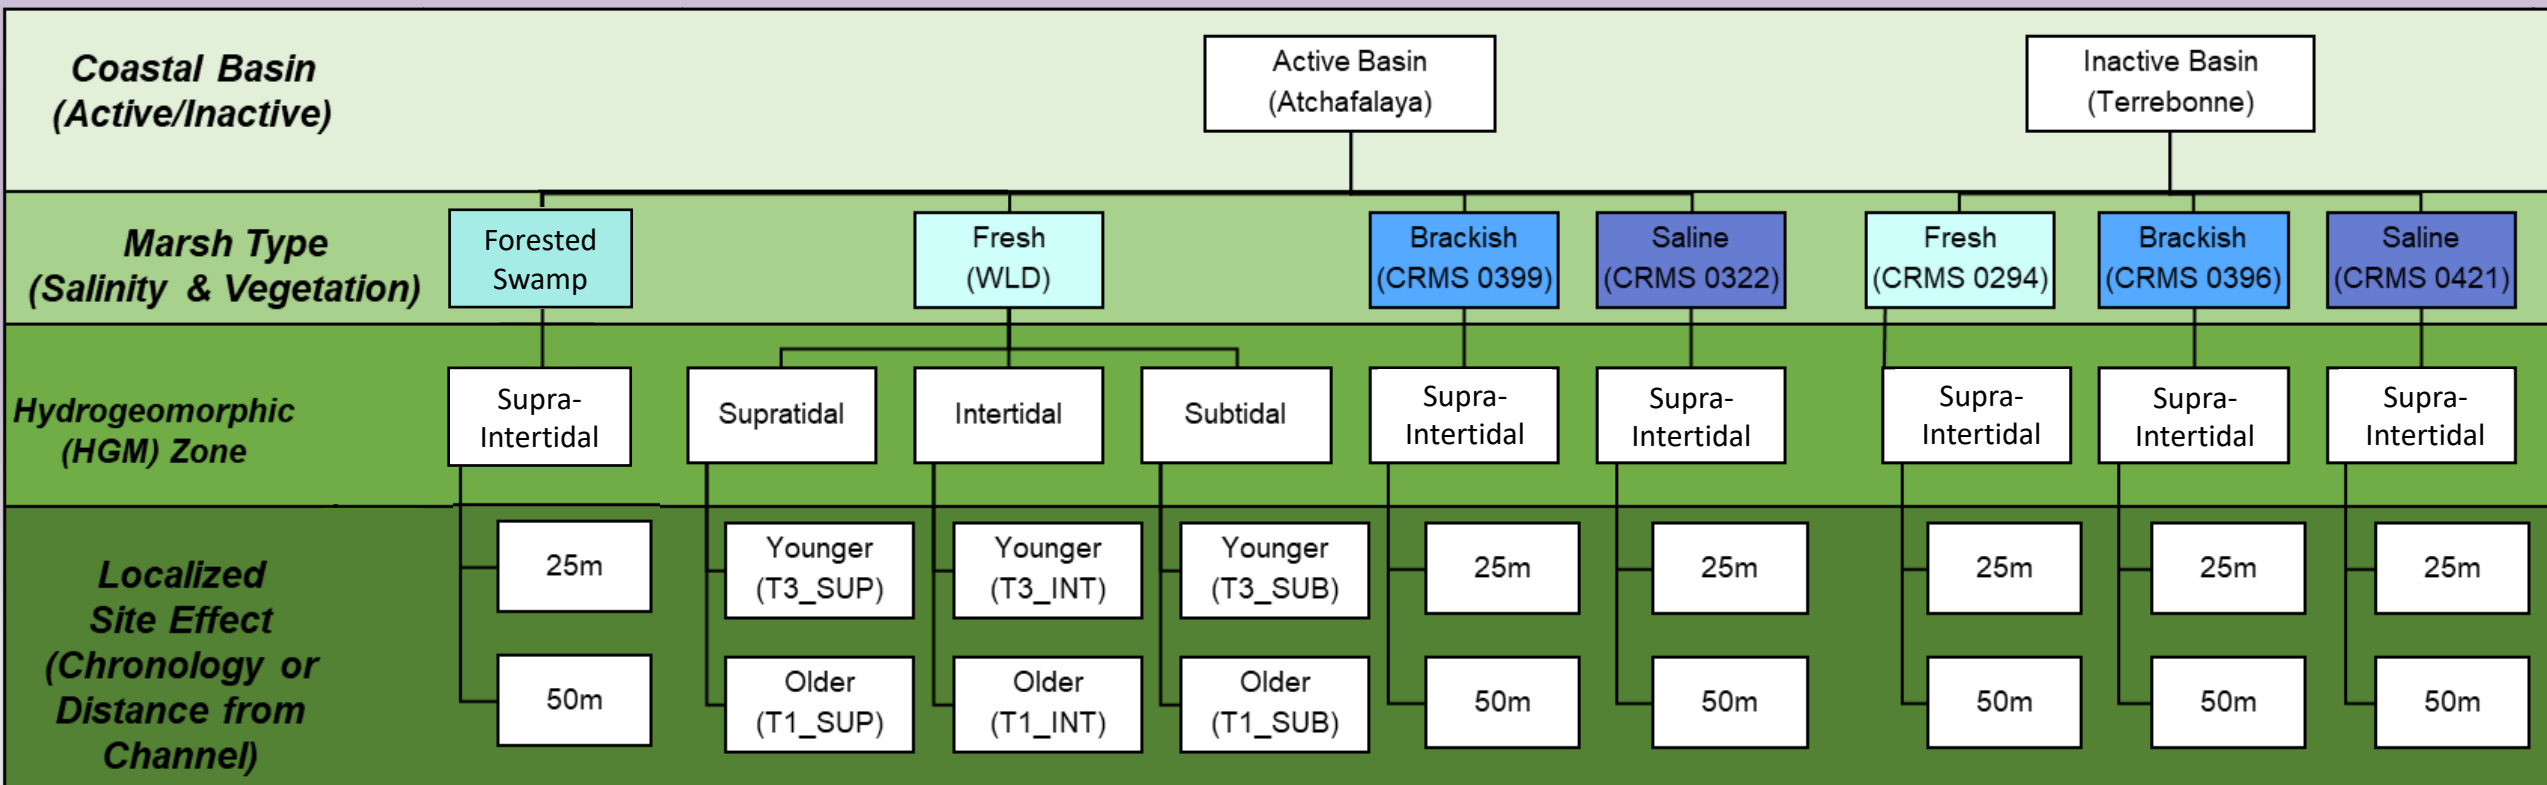 Coastal Basin
(Active/Inactive)
Active Basin
(Atchafalaya)
Inactive Basin
(Terrebonne)
Marsh Type
(Salinity & Vegetation)
Forested
Swamp
Fresh
(WLD)
Brackish
(CRMS 0399)
Saline
(CRMS 0322)
Fresh
(CRMS 0294)
Brackish
(CRMS 0396)
Saline
(CRMS 0421)
Hydrogeomorphic
(HGM) Zone
Supra-
Intertidal
Supratidal
Intertidal
Subtidal
Supra-
Intertidal
Supra-
Intertidal
Supra-
Intertidal
Supra-
Intertidal
Supra-
Intertidal
Localized
Site Effect
(Chronology or
Distance from
Channel)
25m
Younger
(T3_SUP)
Younger
(T3_INT)
Younger
(T3_SUB)
25m
25m
25m
25m
25m
50m
Older
(T1_SUP)
Older
(T1_INT)
Older
(T1_SUB)
50m
50m
50m
50m
50m